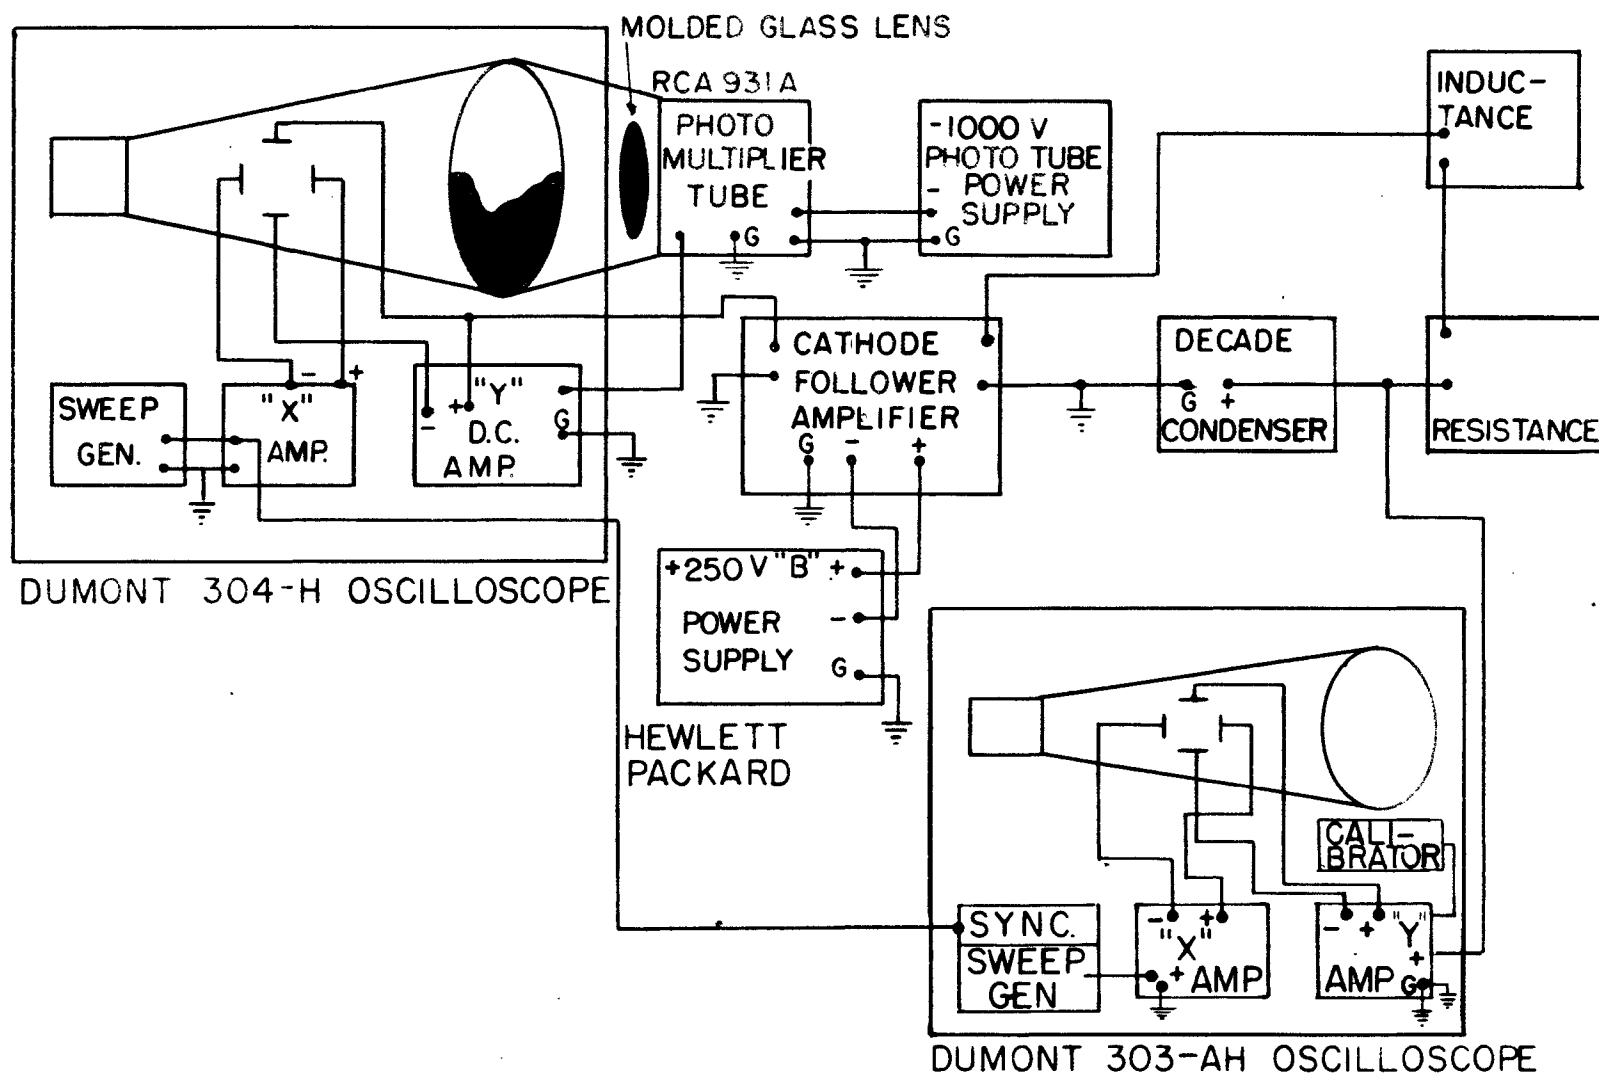 MOLDED GLASS LENS
RCA 931A
PHOTO
MULTIPLIER
TUBE
G
-1000 V
PHOTO TUBE
- POWER
SUPPLY
G
INDUC-
TANCE
- +
SWEEP
GEN.
"X"
AMP.
"Y"
+
-
G
D.C.
AMP.
DUMONT 304-H OSCILLOSCOPE
CATHODE
FOLLOWER
AMPLIFIER
G - +
DECADE
G +
CONDENSER
RESISTANCE
+250 V "B" +
-
POWER
SUPPLY
G
HEWLETT
PACKARD
CALI-
BRATOR
SYNC.
SWEEP
GEN
- +
"X"
+ AMP
- + "Y"
+
AMP G
DUMONT 303-AH OSCILLOSCOPE